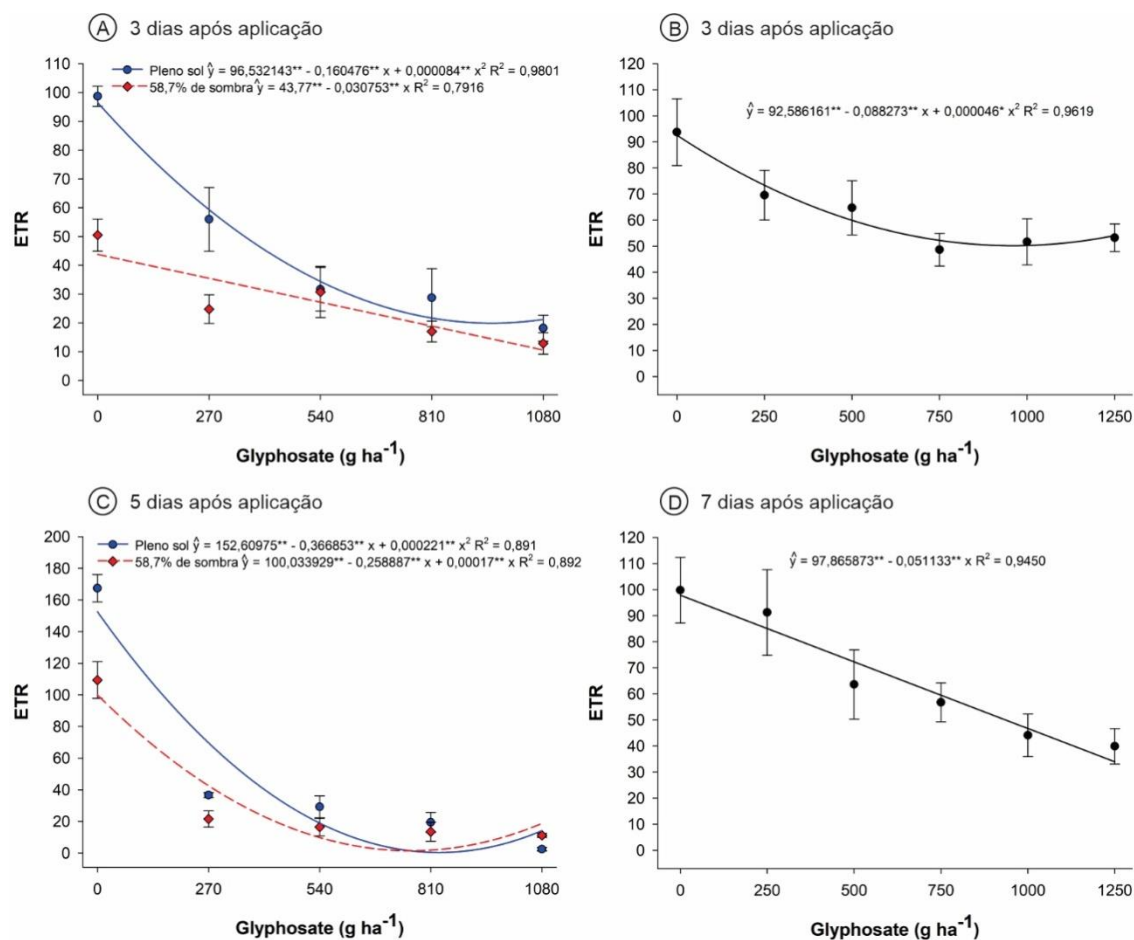 A 3 dias após aplicação
Pleno sol ŷ = 96,532143** - 0,160476** x + 0,000084** x² R² = 0,9801
58,7% de sombra ŷ = 43,77** - 0,030753** x R² = 0,7916
110
100
90
80
70
60
50
40
30
20
10
0
ETR
0 270 540 810 1080
Glyphosate (g ha⁻¹)
B 3 dias após aplicação
ŷ = 92,586161** - 0,088273** x + 0,000046* x² R² = 0,9619
120
110
100
90
80
70
60
50
40
30
20
10
0
ETR
0 250 500 750 1000 1250
Glyphosate (g ha⁻¹)
C 5 dias após aplicação
Pleno sol ŷ = 152,60975** - 0,366853** x + 0,000221** x² R² = 0,891
58,7% de sombra ŷ = 100,033929** - 0,258887** x + 0,00017** x R² = 0,892
200
180
160
140
120
100
80
60
40
20
0
ETR
0 270 540 810 1080
Glyphosate (g ha⁻¹)
D 7 dias após aplicação
ŷ = 97,865873** - 0,051133** x R² = 0,9450
120
110
100
90
80
70
60
50
40
30
20
10
0
ETR
0 250 500 750 1000 1250
Glyphosate (g ha⁻¹)